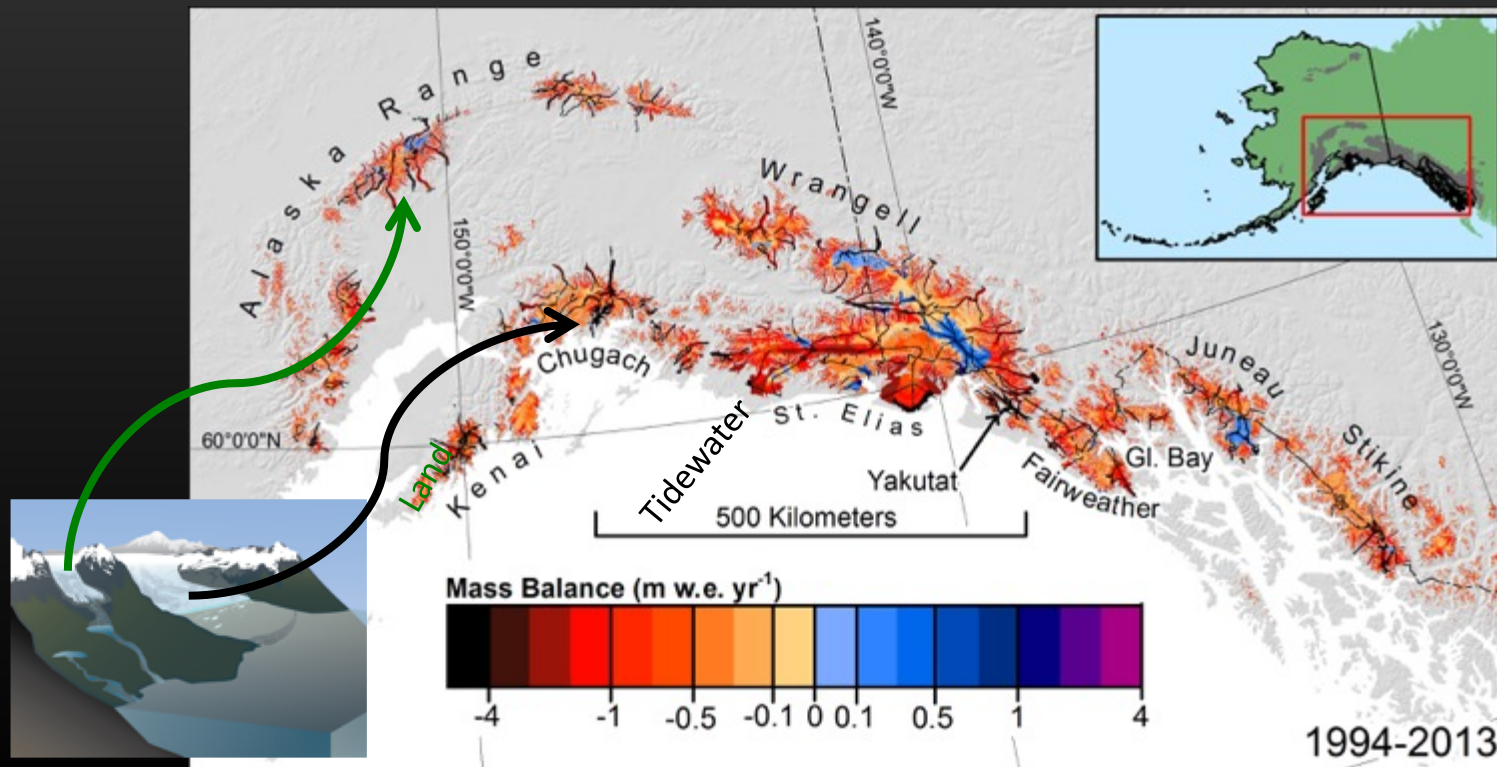 Alaska Range
140°0'0"W
Wrangell
150°0'0"W
Chugach
Juneau
130°0'0"W
60°0'0"N
Land
Kenai
Tidewater
St. Elias
Yakutat
Fairweather
Gl. Bay
Stikine
500 Kilometers
Mass Balance (m w.e. yr⁻¹)
-4 -1 -0.5 -0.1 0 0.1 0.5 1 4
1994-2013